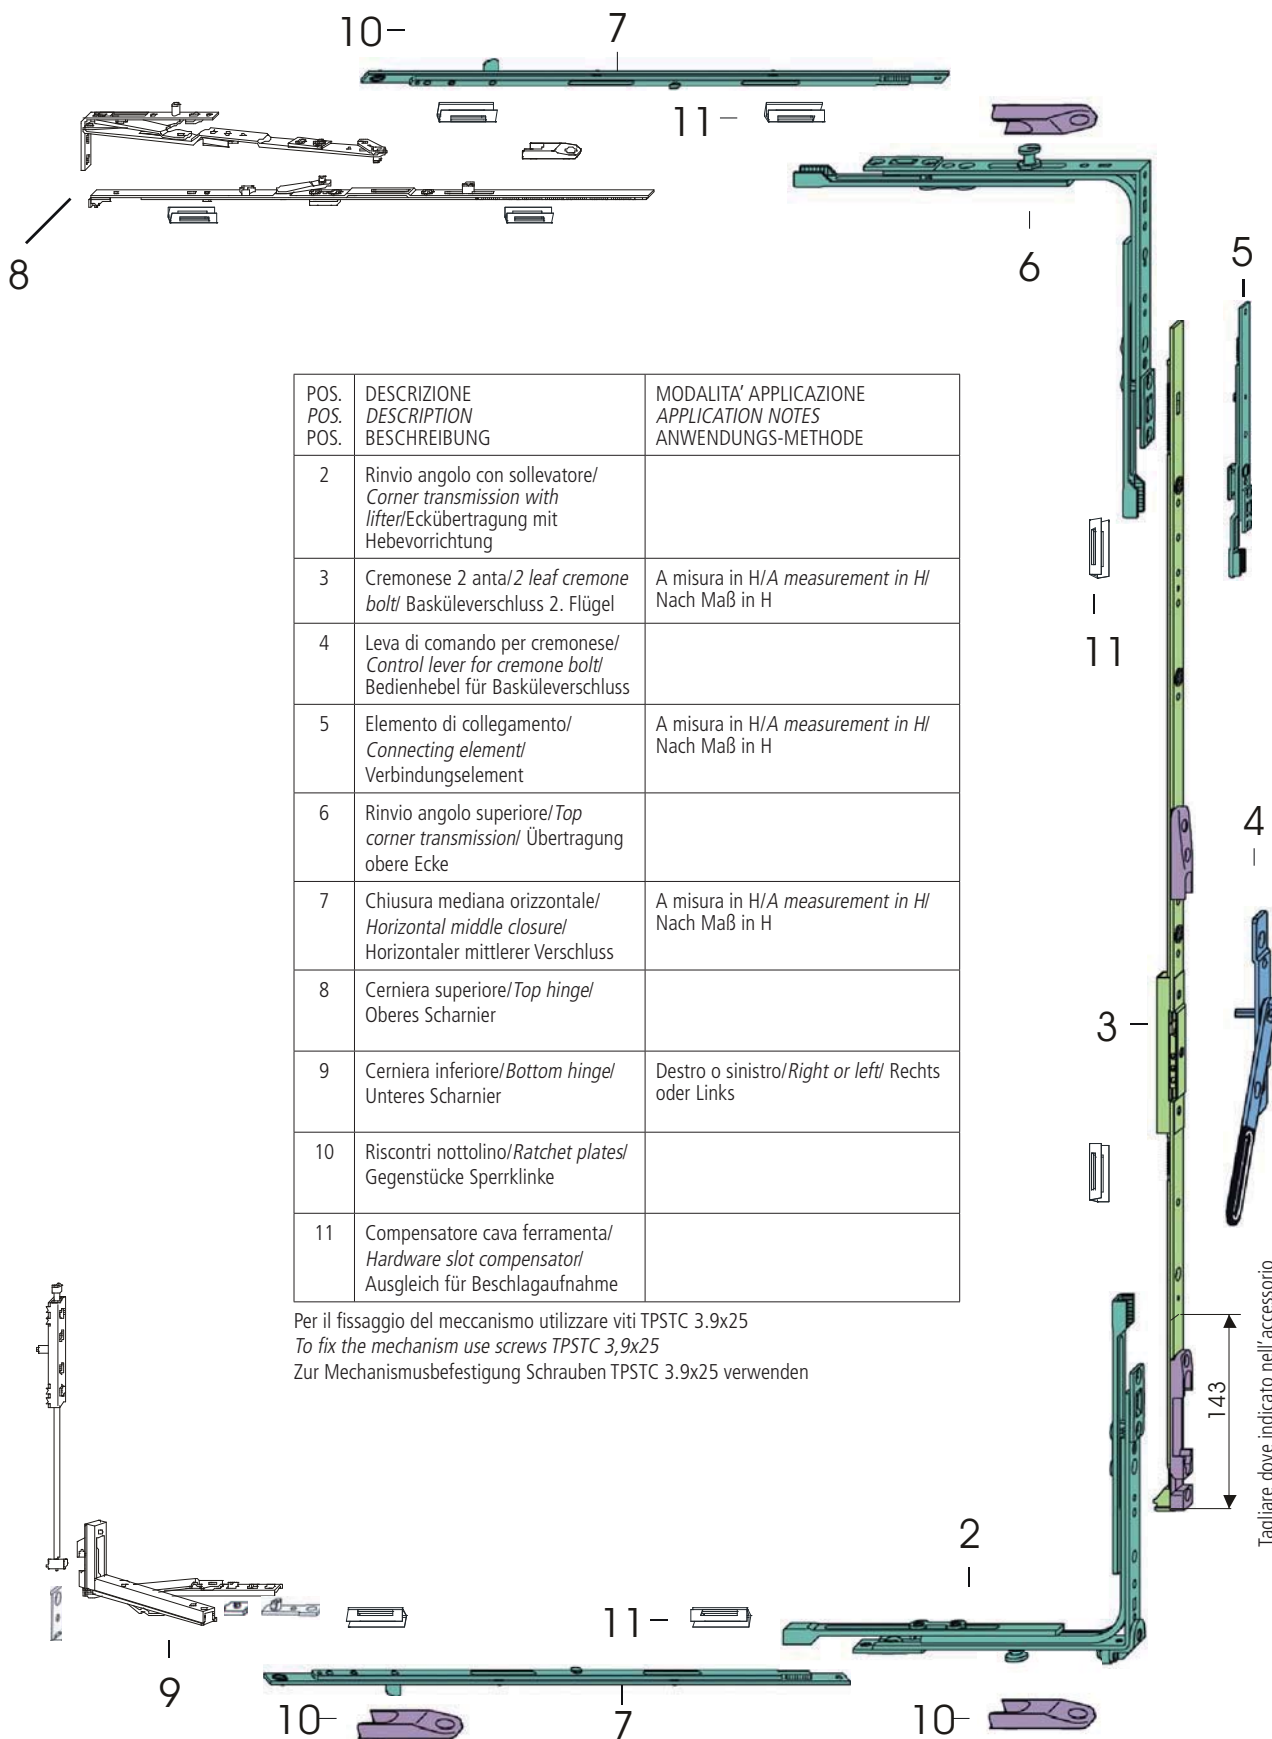 10
7
11
8
6
5
POS. DESCRIZIONE MODALITA’ APPLICAZIONE
POS. DESCRIPTION APPLICATION NOTES
POS. BESCHREIBUNG ANWENDUNGS-METHODE
2 Rinvio angolo con sollevatore/
Corner transmission with
lifter/Eckübertragung mit
Hebevorrichtung
3 Cremonese 2 anta/2 leaf cremone A misura in H/A measurement in H/
bolt/ Basküleverschluss 2. Flügel Nach Maß in H
4 Leva di comando per cremonese/
Control lever for cremone bolt/
Bedienhebel für Basküleverschluss
5 Elemento di collegamento/ A misura in H/A measurement in H/
Connecting element/ Nach Maß in H
Verbindungselement
6 Rinvio angolo superiore/Top
corner transmission/ Übertragung
obere Ecke
7 Chiusura mediana orizzontale/ A misura in H/A measurement in H/
Horizontal middle closure/ Nach Maß in H
Horizontaler mittlerer Verschluss
8 Cerniera superiore/Top hinge/
Oberes Scharnier
9 Cerniera inferiore/Bottom hinge/ Destro o sinistro/Right or left/ Rechts
Unteres Scharnier oder Links
10 Riscontri nottolino/Ratchet plates/
Gegenstücke Sperrklinke
11 Compensatore cava ferramenta/
Hardware slot compensator/
Ausgleich für Beschlagaufnahme
Per il fissaggio del meccanismo utilizzare viti TPSTC 3.9x25
To fix the mechanism use screws TPSTC 3,9x25
Zur Mechanismusbefestigung Schrauben TPSTC 3.9x25 verwenden
11
4
3
143
Tagliare dove indicato nell’accessorio
2
11
9
10
7
10